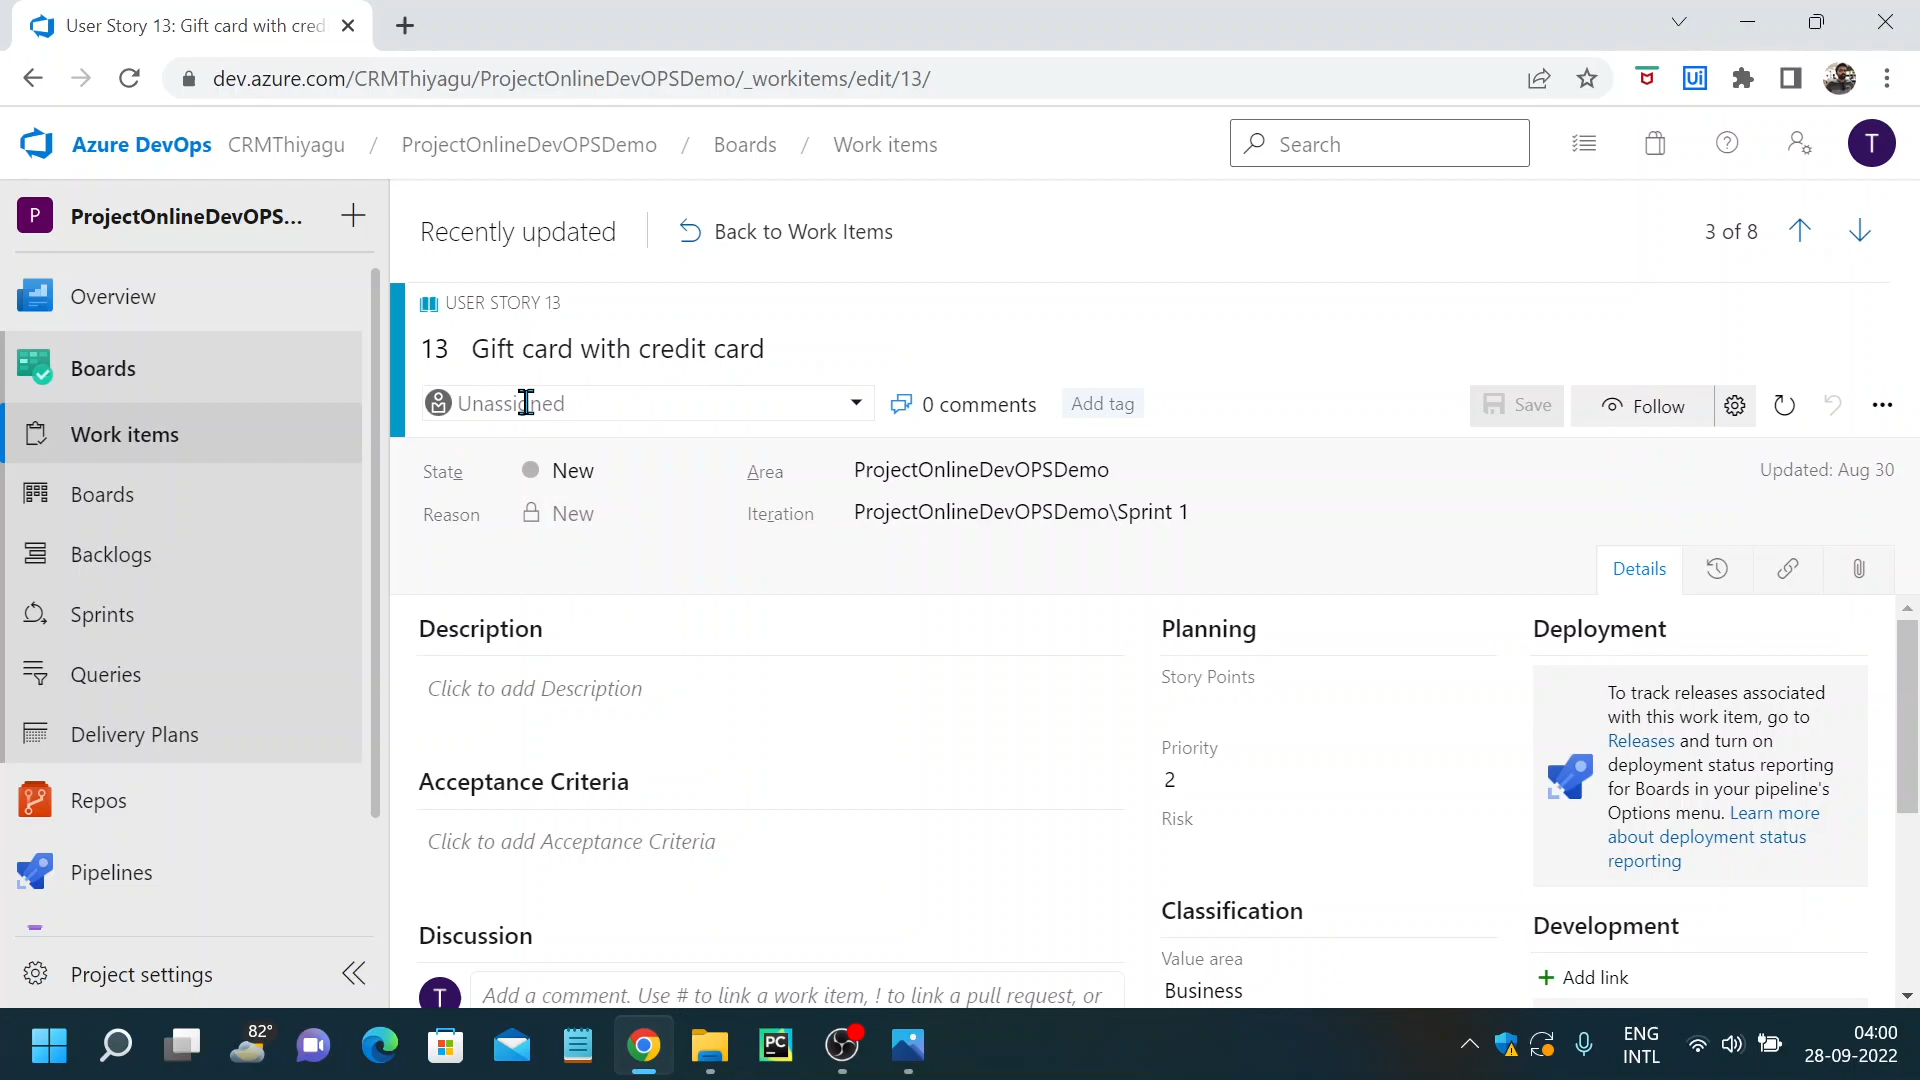 User Story 13: Gift card with cred
dev.azure.com/CRMThiyagu/ProjectOnlineDevOPSDemo/_workitems/edit/13/
Azure DevOps CRMThiyagu / ProjectOnlineDevOPSDemo / Boards / Work items
Search
T
P ProjectOnlineDevOPS...
Recently updated
Back to Work Items
3 of 8
Overview
Boards
Work items
Boards
Backlogs
Sprints
Queries
Delivery Plans
Repos
Pipelines
Project settings
USER STORY 13
13 Gift card with credit card
Unassigned
0 comments
Add tag
Save
Follow
State New
Area ProjectOnlineDevOPSDemo
Updated: Aug 30
Reason New
Iteration ProjectOnlineDevOPSDemo\Sprint 1
Details
Description
Click to add Description
Acceptance Criteria
Click to add Acceptance Criteria
Discussion
T
Add a comment. Use # to link a work item, ! to link a pull request, or
Planning
Story Points
Priority
2
Risk
Classification
Value area
Business
Deployment
To track releases associated
with this work item, go to
Releases and turn on
deployment status reporting
for Boards in your pipeline's
Options menu. Learn more
about deployment status
reporting
Development
Add link
82°
PC
ENG
INTL
04:00
28-09-2022
Ui